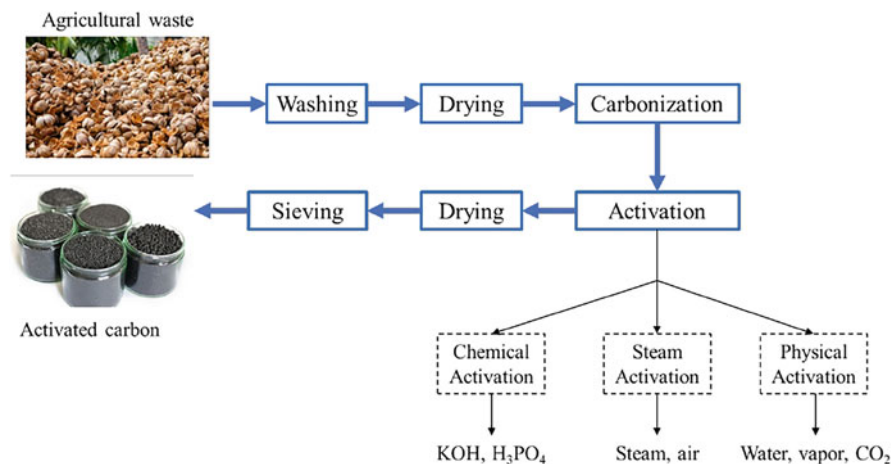 Agricultural waste
Washing
Drying
Carbonization
Sieving
Drying
Activation
Activated carbon
Chemical
Activation
Steam
Activation
Physical
Activation
KOH, H₃PO₄
Steam, air
Water, vapor, CO₂